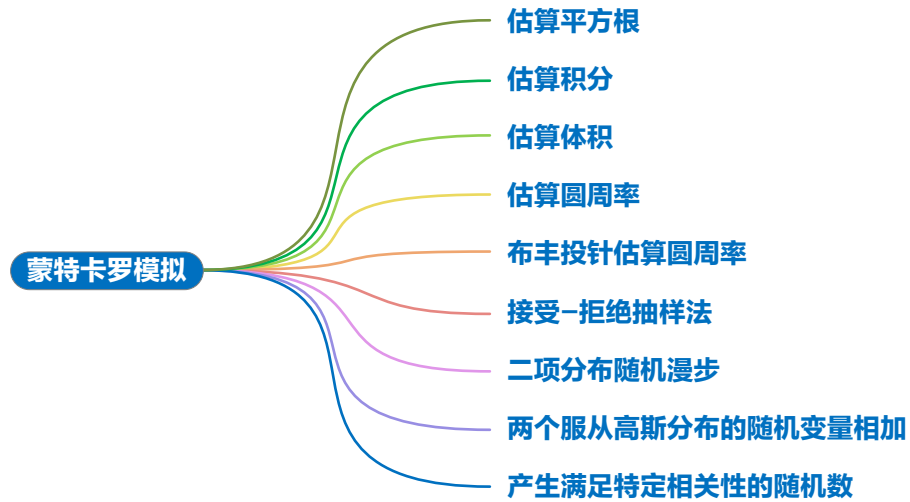 估算平方根
估算积分
估算体积
估算圆周率
蒙特卡罗模拟
布丰投针估算圆周率
接受-拒绝抽样法
二项分布随机漫步
两个服从高斯分布的随机变量相加
产生满足特定相关性的随机数